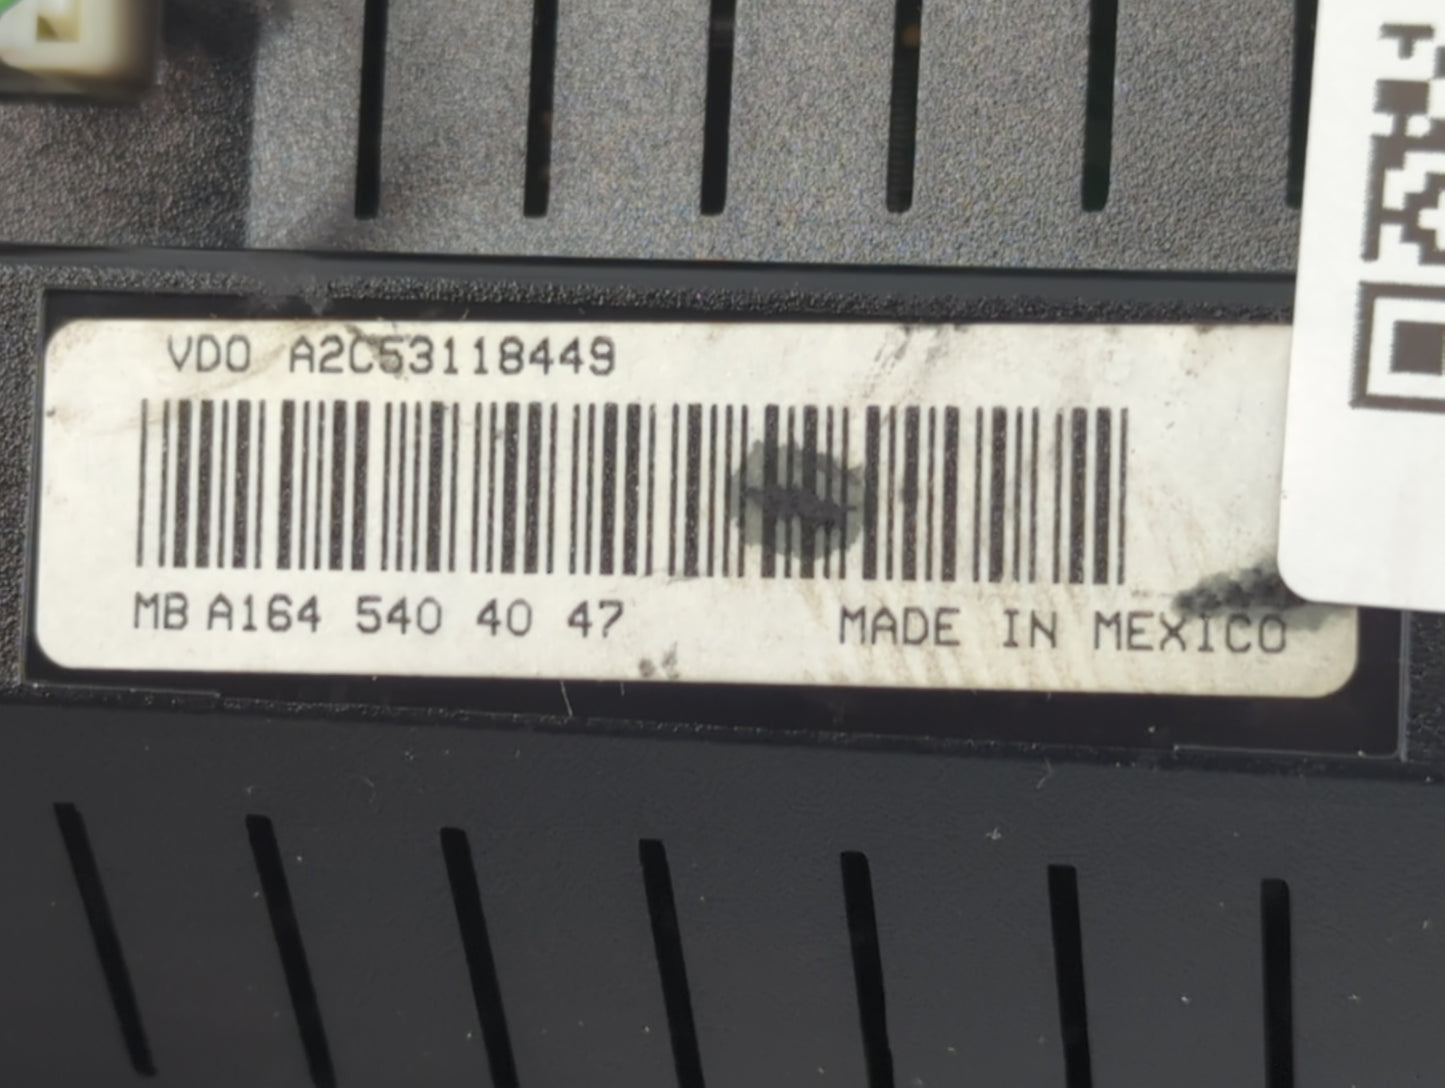 VDO A2C53118449
MB A164 540 40 47
MADE IN MEXICO